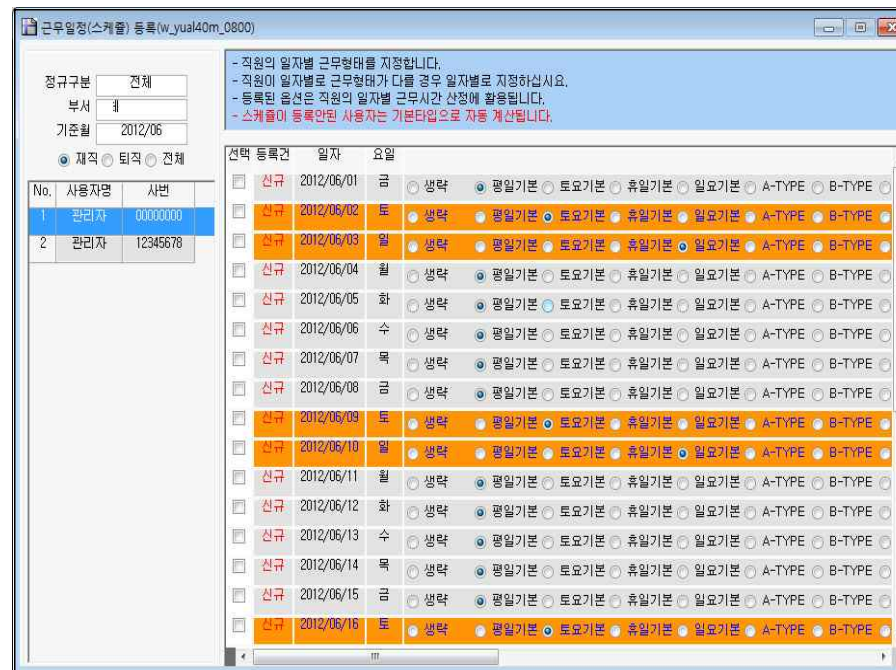 근무일정(스케쥴) 등록(w_yual40m_0800)
정규구분 전체
부서
기준월 2012/06
재직 퇴직 전체
No. 사용자명 사번
1 관리자 00000000
2 관리자 12345678
- 직원의 일자별 근무형태를 지정합니다.
- 직원이 일자별로 근무형태가 다를 경우 일자별로 지정하십시요.
- 등록된 옵션은 직원의 일자별 근무시간 산정에 활용됩니다.
- 스케쥴이 등록안된 사용자는 기본타입으로 자동 계산됩니다.
선택 등록건 일자 요일
신규 2012/06/01 금 생략 평일기본 토요기본 휴일기본 일요기본 A-TYPE B-TYPE
신규 2012/06/02 토 생략 평일기본 토요기본 휴일기본 일요기본 A-TYPE B-TYPE
신규 2012/06/03 일 생략 평일기본 토요기본 휴일기본 일요기본 A-TYPE B-TYPE
신규 2012/06/04 월 생략 평일기본 토요기본 휴일기본 일요기본 A-TYPE B-TYPE
신규 2012/06/05 화 생략 평일기본 토요기본 휴일기본 일요기본 A-TYPE B-TYPE
신규 2012/06/06 수 생략 평일기본 토요기본 휴일기본 일요기본 A-TYPE B-TYPE
신규 2012/06/07 목 생략 평일기본 토요기본 휴일기본 일요기본 A-TYPE B-TYPE
신규 2012/06/08 금 생략 평일기본 토요기본 휴일기본 일요기본 A-TYPE B-TYPE
신규 2012/06/09 토 생략 평일기본 토요기본 휴일기본 일요기본 A-TYPE B-TYPE
신규 2012/06/10 일 생략 평일기본 토요기본 휴일기본 일요기본 A-TYPE B-TYPE
신규 2012/06/11 월 생략 평일기본 토요기본 휴일기본 일요기본 A-TYPE B-TYPE
신규 2012/06/12 화 생략 평일기본 토요기본 휴일기본 일요기본 A-TYPE B-TYPE
신규 2012/06/13 수 생략 평일기본 토요기본 휴일기본 일요기본 A-TYPE B-TYPE
신규 2012/06/14 목 생략 평일기본 토요기본 휴일기본 일요기본 A-TYPE B-TYPE
신규 2012/06/15 금 생략 평일기본 토요기본 휴일기본 일요기본 A-TYPE B-TYPE
신규 2012/06/16 토 생략 평일기본 토요기본 휴일기본 일요기본 A-TYPE B-TYPE